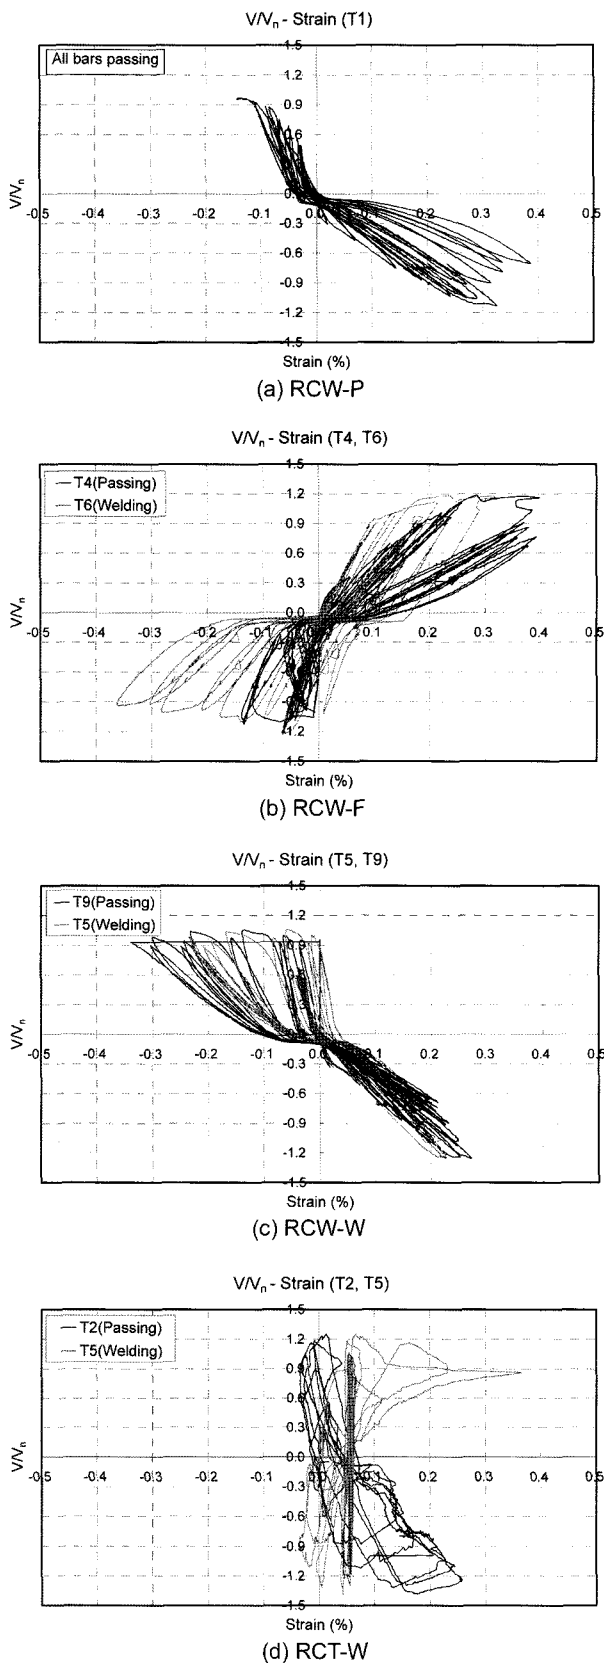 V/Vn - Strain (T1)
1.5
All bars passing
1.2
0.9
0.6
V/Vn
-0.5 -0.4 -0.3 -0.2 -0.1 0.0 0.1 0.2 0.3 0.4 0.5
-0.6
-0.9
-1.2
-1.5
Strain (%)
(a) RCW-P
V/Vn - Strain (T4, T6)
1.5
T4(Passing)
1.2
T6(Welding)
0.9
0.6
0.3
0.0
V/Vn
-0.5 -0.4 -0.3 -0.2 -0.1 0.0 0.1 0.2 0.3 0.4 0.5
-1.2
-1.5
Strain (%)
(b) RCW-F
V/Vn - Strain (T5, T9)
1.5
T9(Passing)
1.2
T5(Welding)
0.9
V/Vn
-0.5 -0.4 -0.3 -0.2 -0.1 0.0 0.1 0.2 0.3 0.4 0.5
-0.3
-0.6
-0.9
-1.2
-1.5
Strain (%)
(c) RCW-W
V/Vn - Strain (T2, T5)
1.5
T2(Passing)
1.2
T5(Welding)
0.9
0.6
0.3
0.0
V/Vn
-0.5 -0.4 -0.3 -0.2 -0.1 0.0 0.1 0.2 0.3 0.4 0.5
-0.3
-0.6
-0.9
-1.2
-1.5
Strain (%)
(d) RCT-W